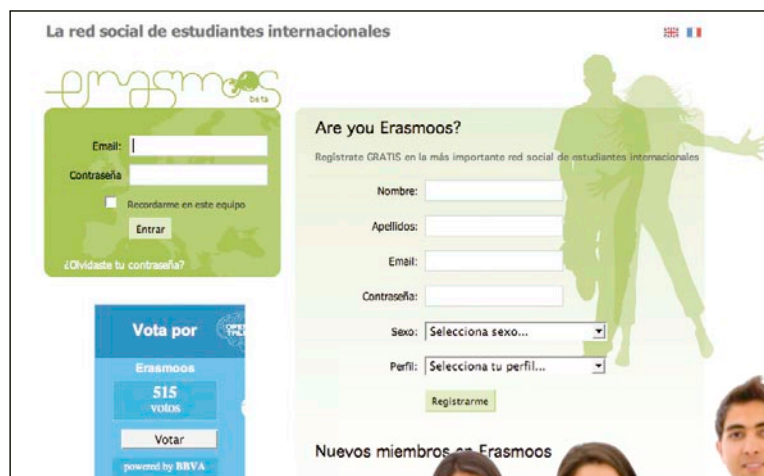 La red social de estudiantes internacionales
erasmoos
beta
Email:
Contraseña
Recordarme en este equipo
Entrar
¿Olvidaste tu contraseña?
Vota por
OPEN
TALENT
Erasmoos
515
votos
Votar
powered by BBVA
Are you Erasmoos?
Regístrate GRATIS en la más importante red social de estudiantes internacionales
Nombre:
Apellidos:
Email:
Contraseña:
Sexo: Selecciona sexo...
Perfil: Selecciona tu perfil...
Registrarme
Nuevos miembros en Erasmoos